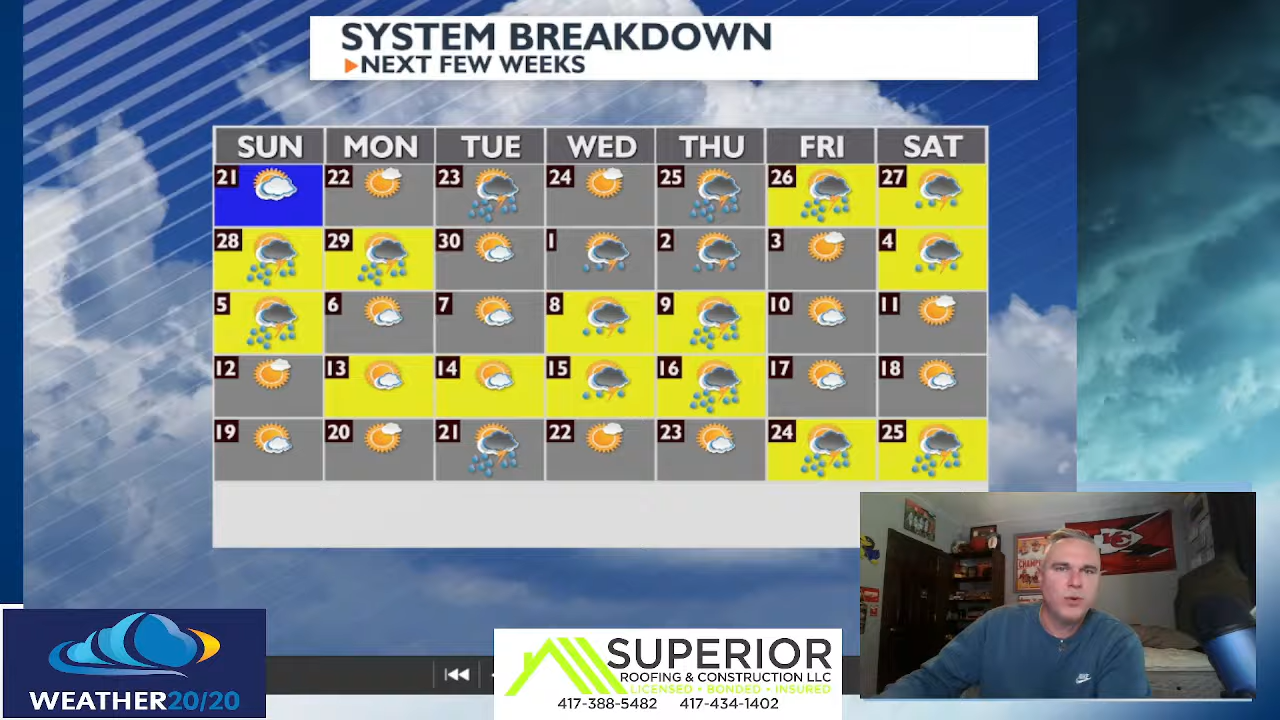 SYSTEM BREAKDOWN
▶NEXT FEW WEEKS
SUN MON TUE WED THU FRI SAT
21 22 23 24 25 26 27
28 29 30 1 2 3 4
5 6 7 8 9 10 11
12 13 14 15 16 17 18
19 20 21 22 23 24 25
CHAMP
KC
WEATHER20/20
SUPERIOR
ROOFING & CONSTRUCTION LLC
LICENSED • BONDED • INSURED
417-388-5482 417-434-1402